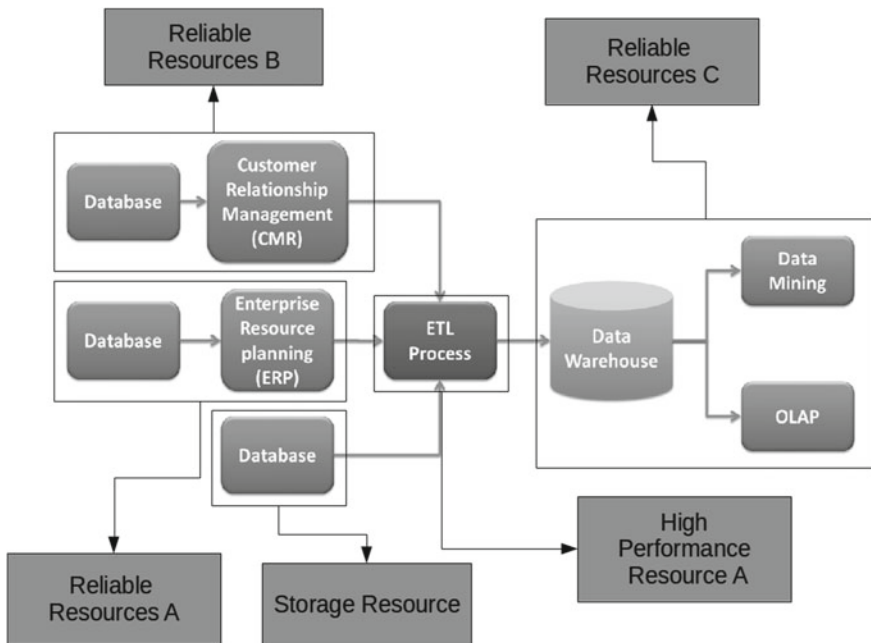 Reliable
Resources B
Reliable
Resources C
Database
Customer
Relationship
Management
(CMR)
Database
Enterprise
Resource
planning
(ERP)
ETL
Process
Data
Warehouse
Data
Mining
OLAP
Database
Reliable
Resources A
Storage Resource
High
Performance
Resource A